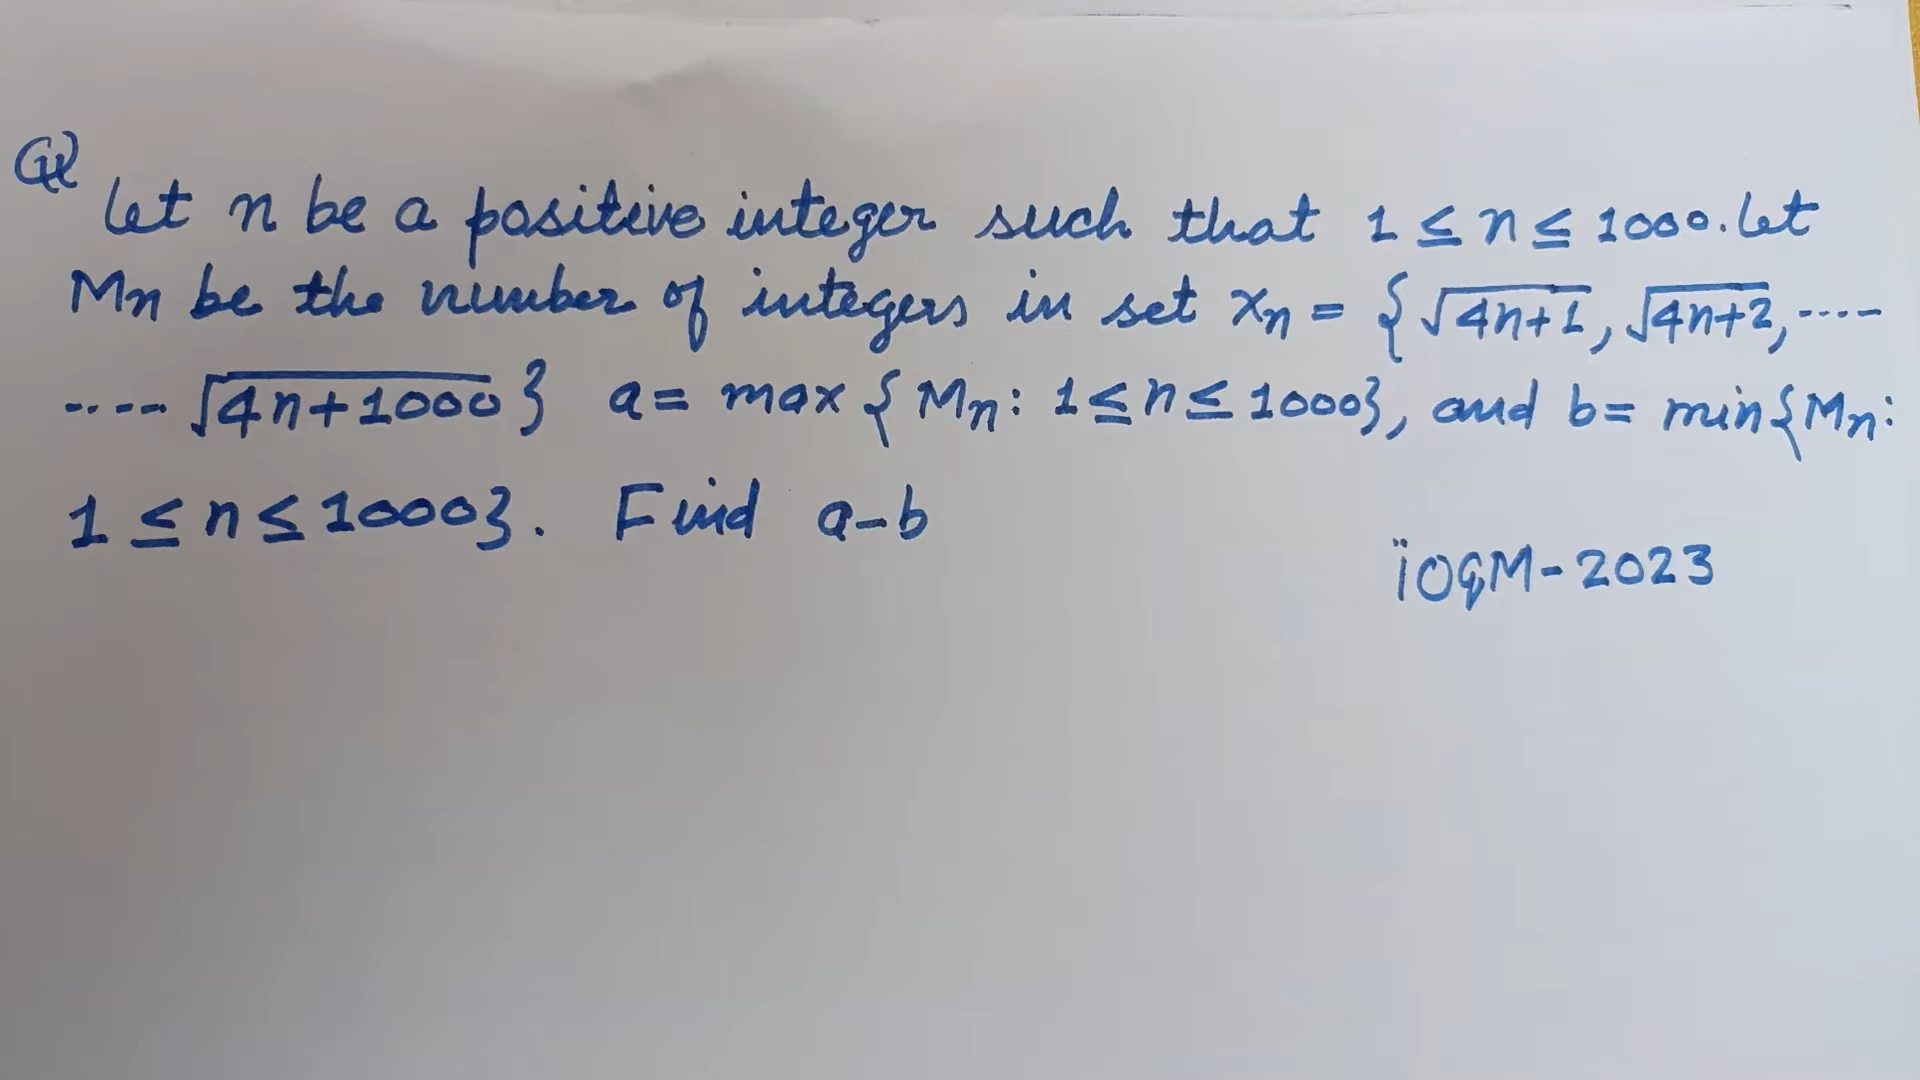 Q
Let n be a positive integer such that 1 ≤ n ≤ 1000. Let
Mn be the number of integers in set Xn = {√4n+1, √4n+2, ----
---- √4n+1000} a = max {Mn: 1≤n≤1000}, and b = min{Mn:
1 ≤ n ≤ 1000}. Find a-b
IOQM-2023